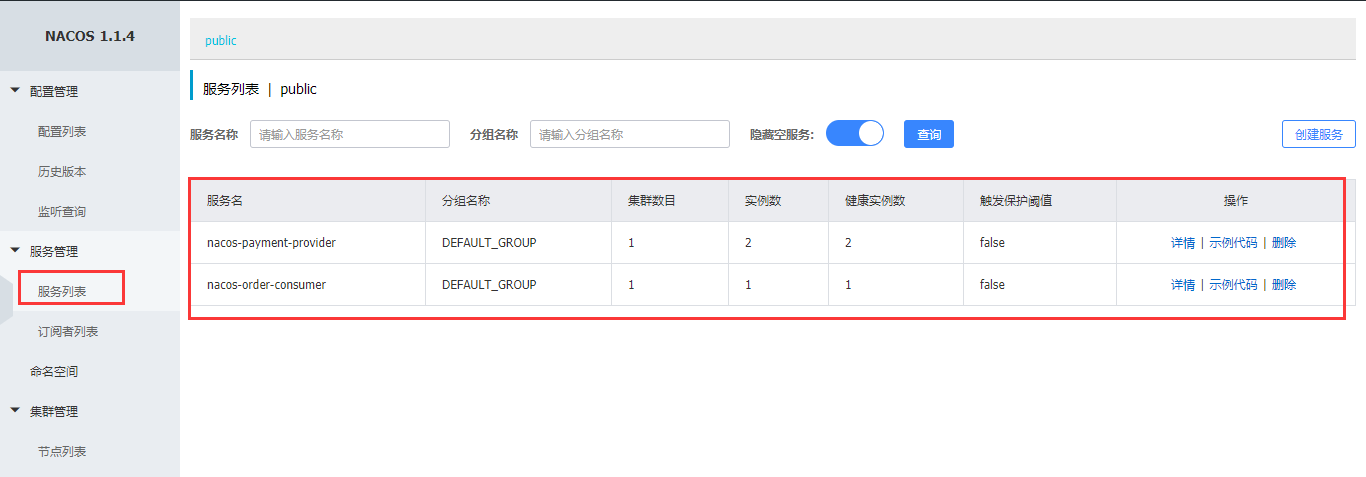 NACOS 1.1.4
配置管理
配置列表
历史版本
监听查询
服务管理
服务列表
订阅者列表
命名空间
集群管理
节点列表
public
服务列表 | public
服务名称 请输入服务名称 分组名称 请输入分组名称 隐藏空服务: 查询 创建服务
服务名 分组名称 集群数目 实例数 健康实例数 触发保护阈值 操作
nacos-payment-provider DEFAULT_GROUP 1 2 2 false 详情 | 示例代码 | 删除
nacos-order-consumer DEFAULT_GROUP 1 1 1 false 详情 | 示例代码 | 删除